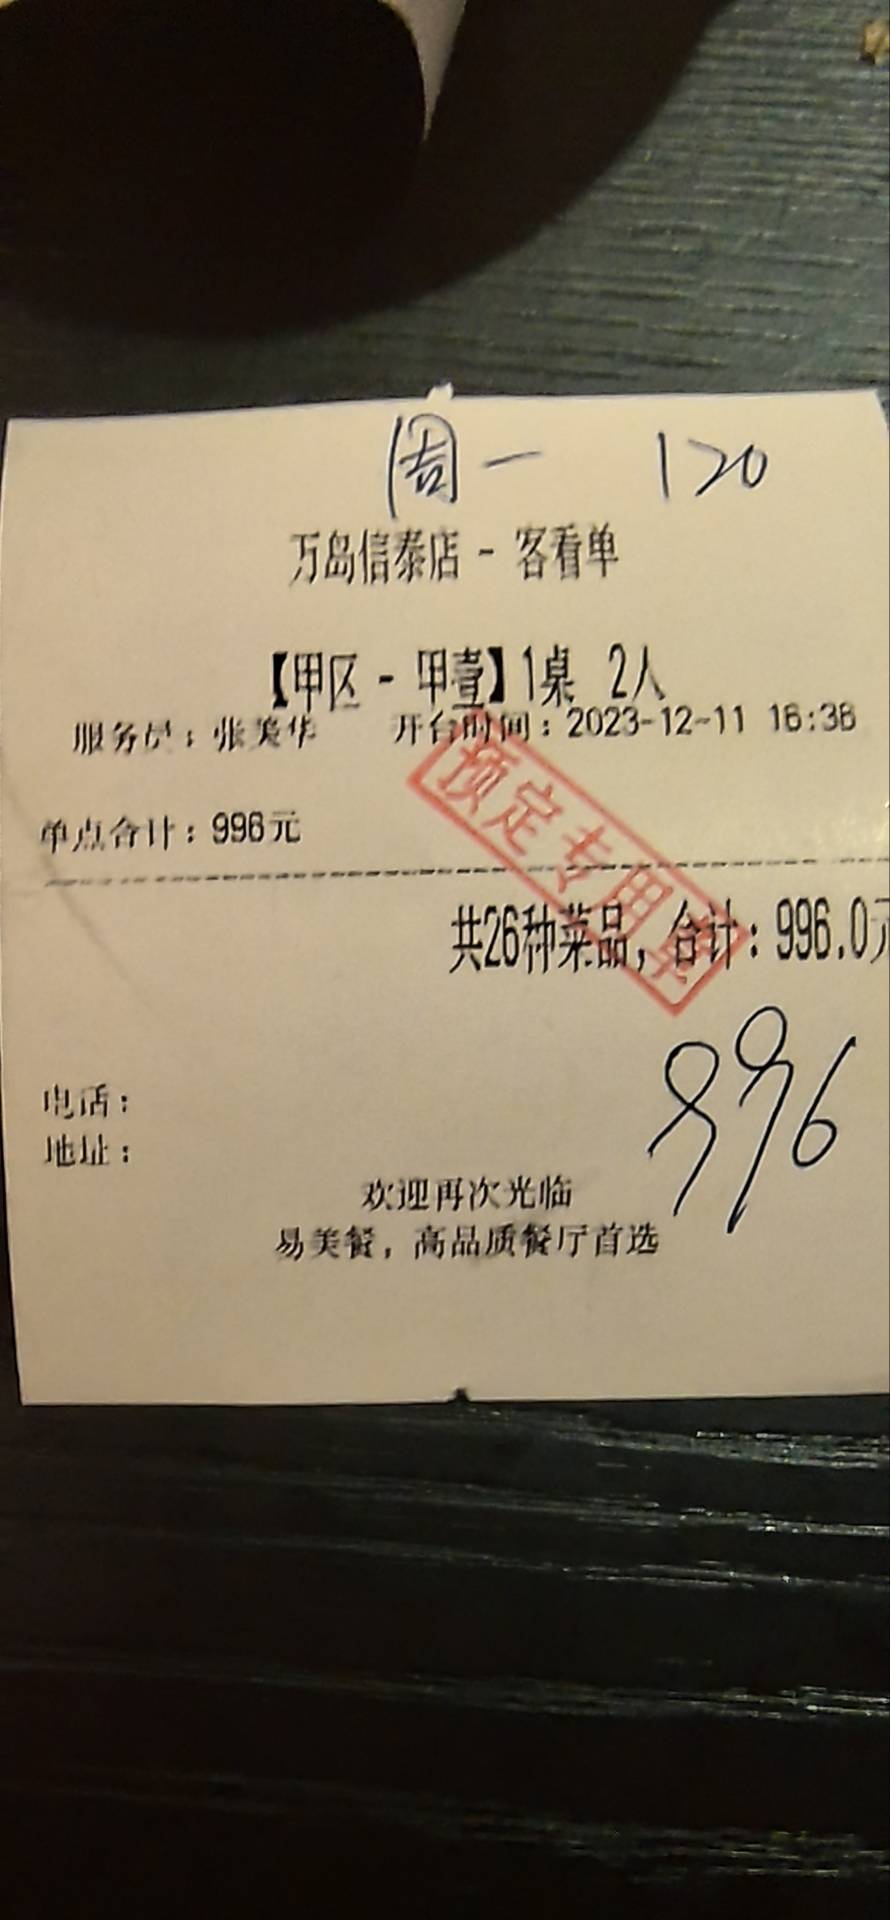 周一 120
万岛信泰店 - 客看单
【甲区 - 甲壹】1桌 2人
服务员：张美华 开台时间：2023-12-11 16:36
单点合计：996元
预定专用章
共26种菜品，合计：996.0元
996
电话：
地址：
欢迎再次光临
易美餐，高品质餐厅首选